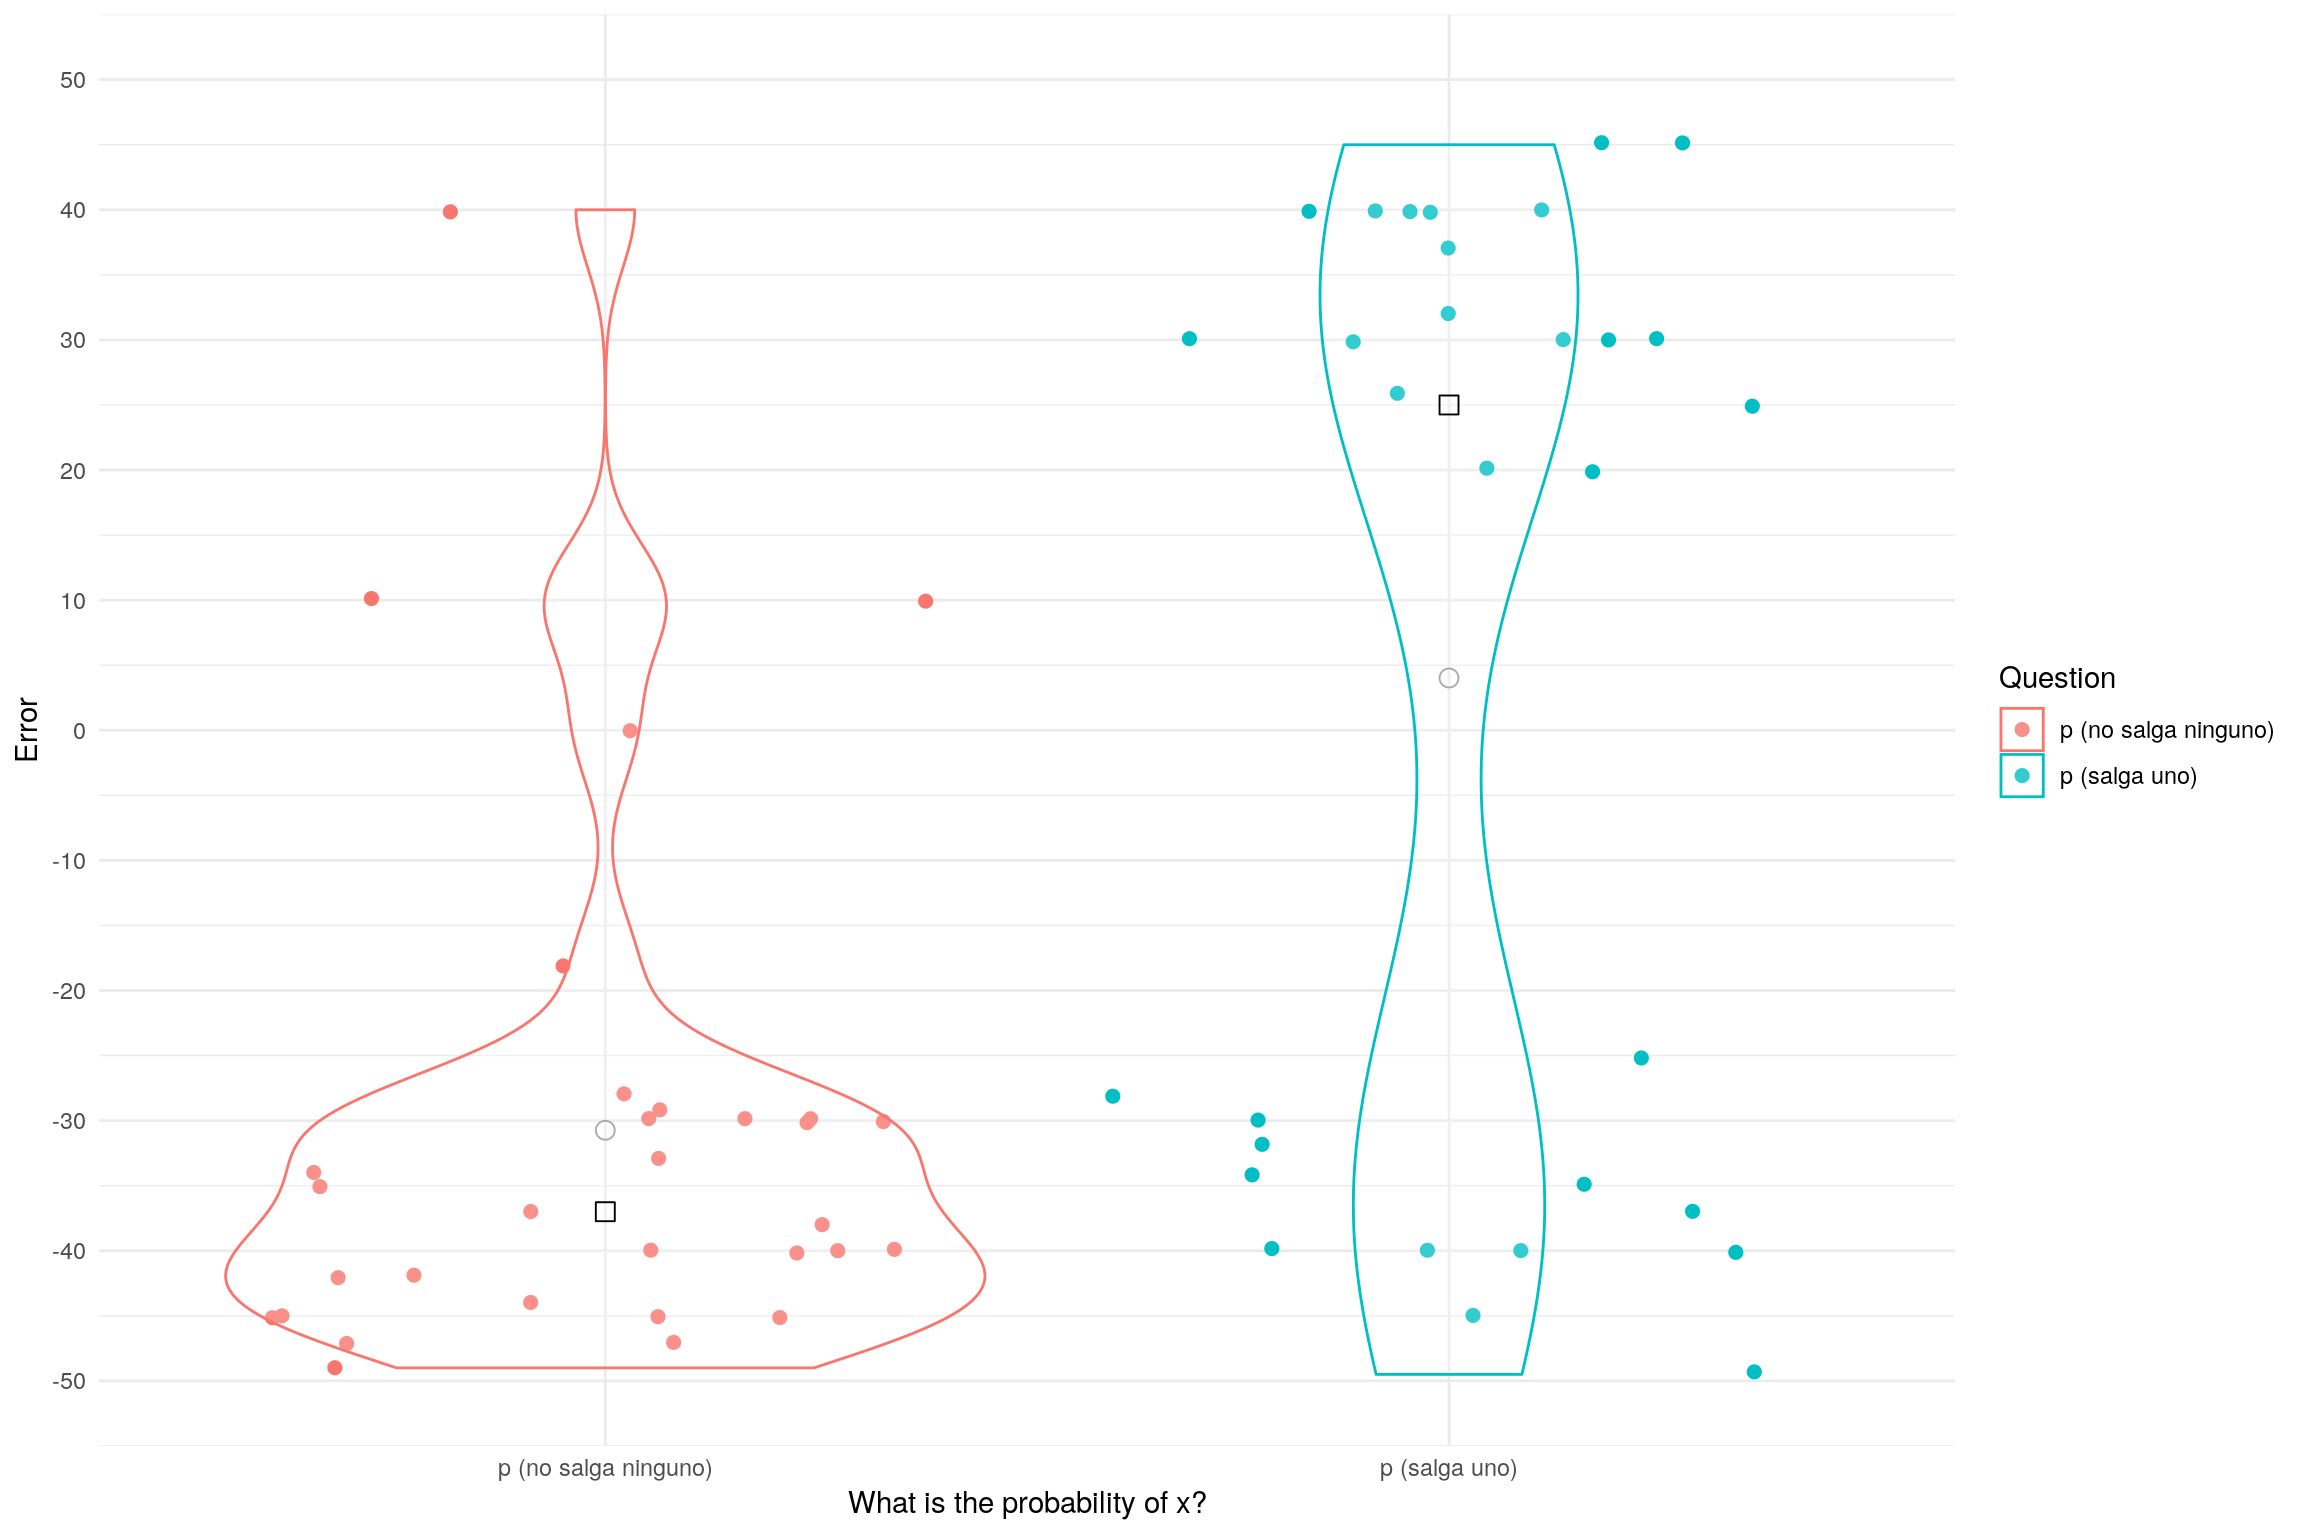 50
40
30
20
10
0
-10
-20
-30
-40
-50
Error
p (no salga ninguno)
p (salga uno)
What is the probability of x?
Question
p (no salga ninguno)
p (salga uno)